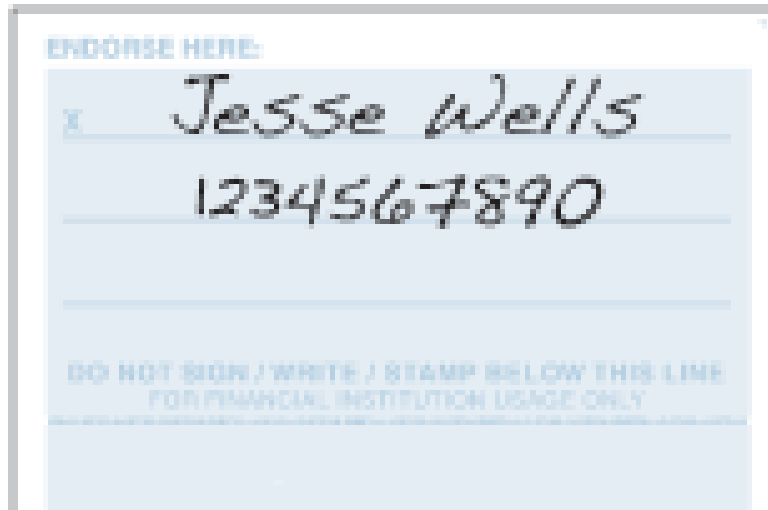 ENDORSE HERE:
X Jesse Wells
1234567890
DO NOT SIGN / WRITE / STAMP BELOW THIS LINE
FOR FINANCIAL INSTITUTION USAGE ONLY